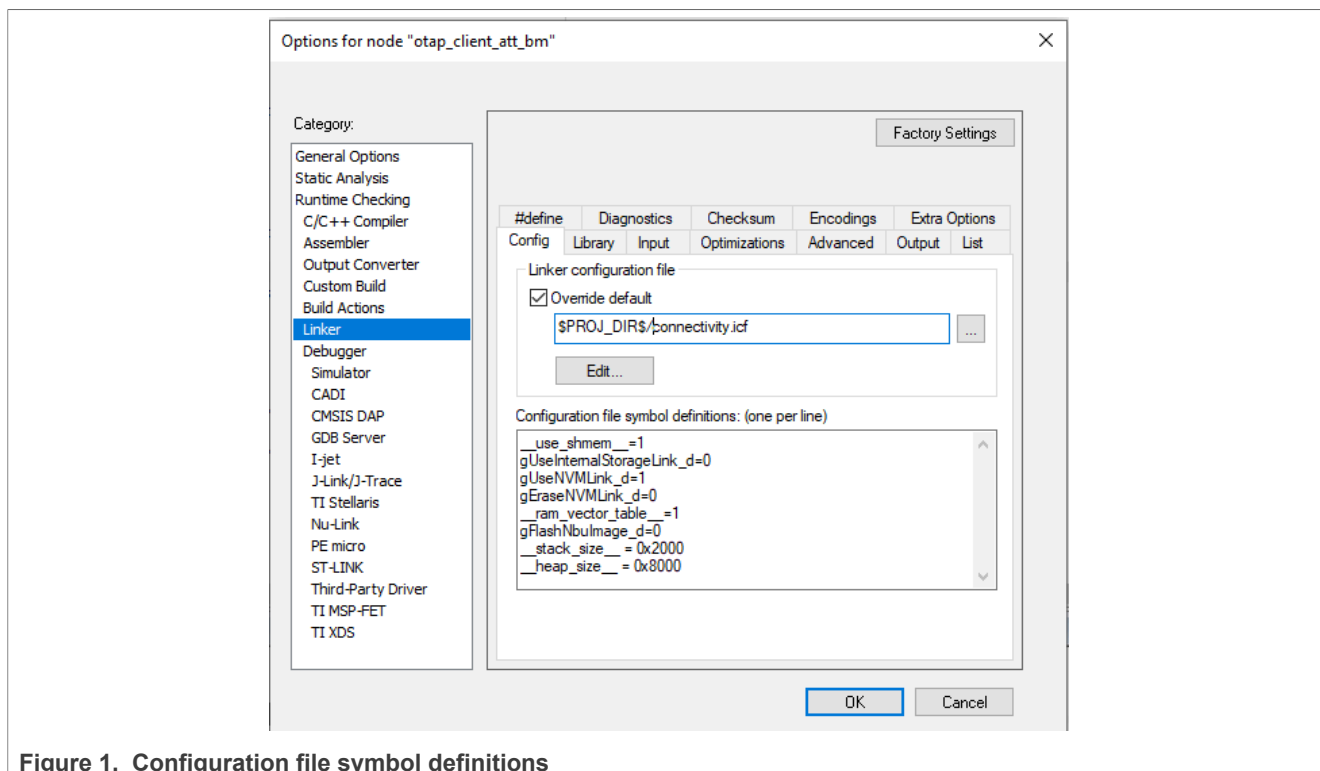 Options for node "otap_client_att_bm"
Category:
Factory Settings
General Options
Static Analysis
Runtime Checking
C/C++ Compiler
Assembler
Output Converter
Custom Build
Build Actions
Linker
Debugger
Simulator
CADI
CMSIS DAP
GDB Server
I-jet
J-Link/J-Trace
TI Stellaris
Nu-Link
PE micro
ST-LINK
Third-Party Driver
TI MSP-FET
TI XDS
#define Diagnostics Checksum Encodings Extra Options
Config Library Input Optimizations Advanced Output List
Linker configuration file
Override default
$PROJ_DIR$/connectivity.icf
...
Edit...
Configuration file symbol definitions: (one per line)
__use_shmem__=1
gUseInternalStorageLink_d=0
gUseNVMLink_d=1
gEraseNVMLink_d=0
__ram_vector_table__=1
gFlashNbuImage_d=0
__stack_size__ = 0x2000
__heap_size__ = 0x8000
OK Cancel
Figure 1. Configuration file symbol definitions